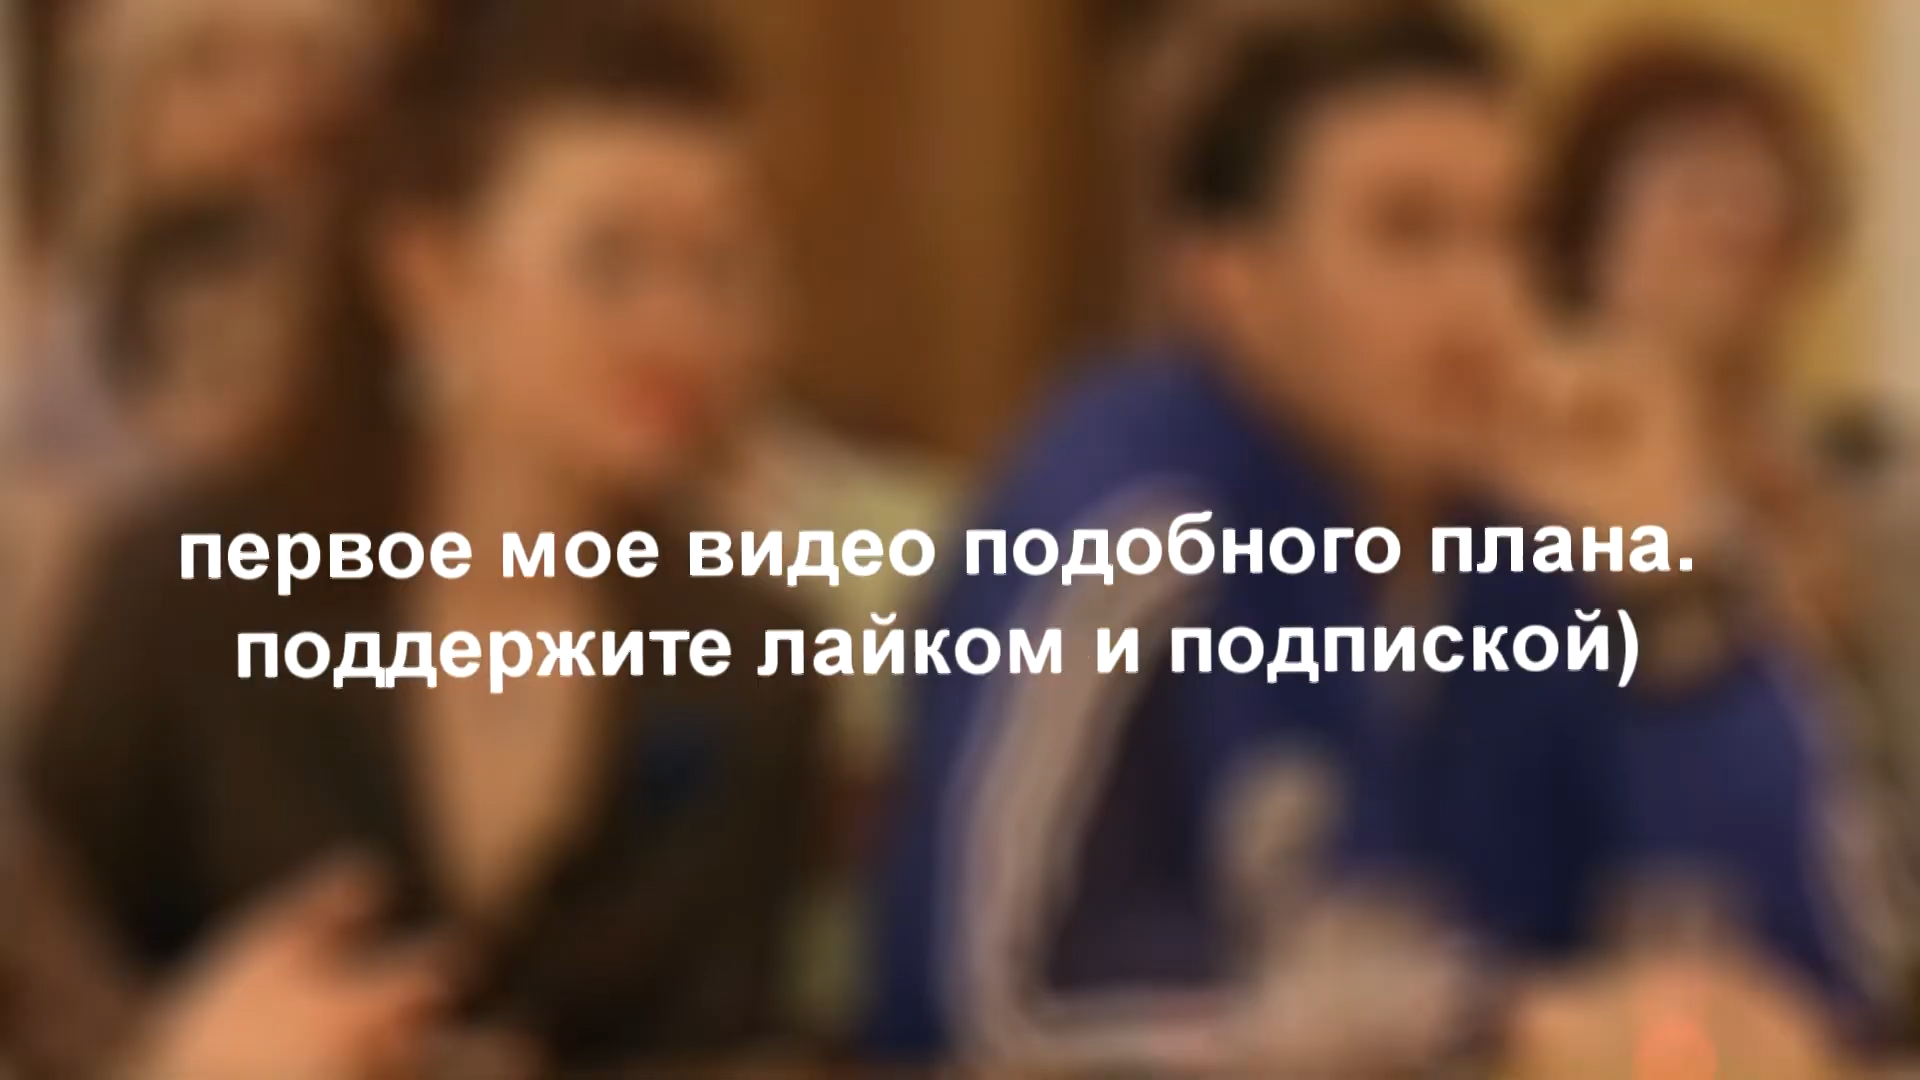 первое мое видео подобного плана.
поддержите лайком и подпиской)